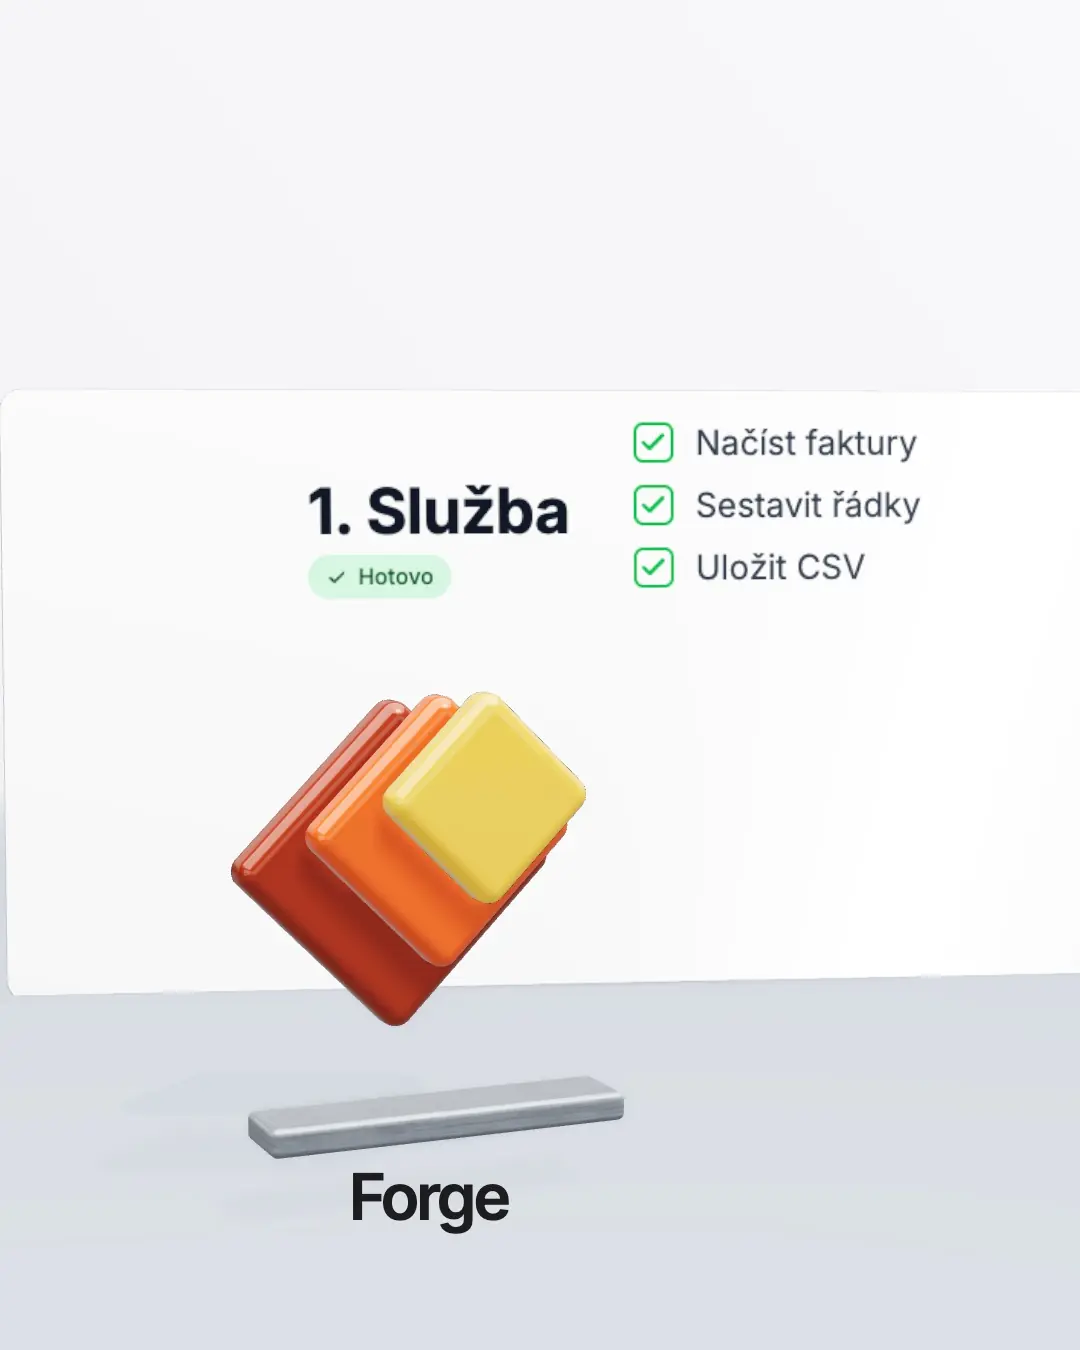 1. Služba
✓ Hotovo
Načíst faktury
Sestavit řádky
Uložit CSV
Forge